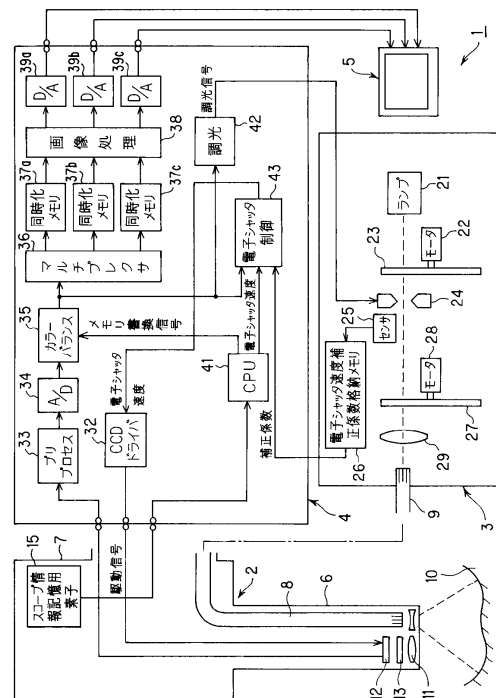 39a
39b
39c
D/A
D/A
D/A
画像処理
38
37a
37b
37c
同時化メモリ
同時化メモリ
同時化メモリ
36
マルチプレクサ
調光信号
調光
42
5
1
35
カラーバランス
メモリ書換信号
電子シャッタ制御
43
34
A/D
33
プリプロセス
電子シャッタ速度
32
CCDドライバ
41
CPU
電子シャッタ速度
補正係数
駆動信号
4
15
7
スコープ情報記憶用素子
ランプ
21
23
モータ
22
25
センサ
24
電子シャッタ速度補正係数格納メモリ
26
28
モータ
27
29
9
3
2
8
6
10
12
13
11